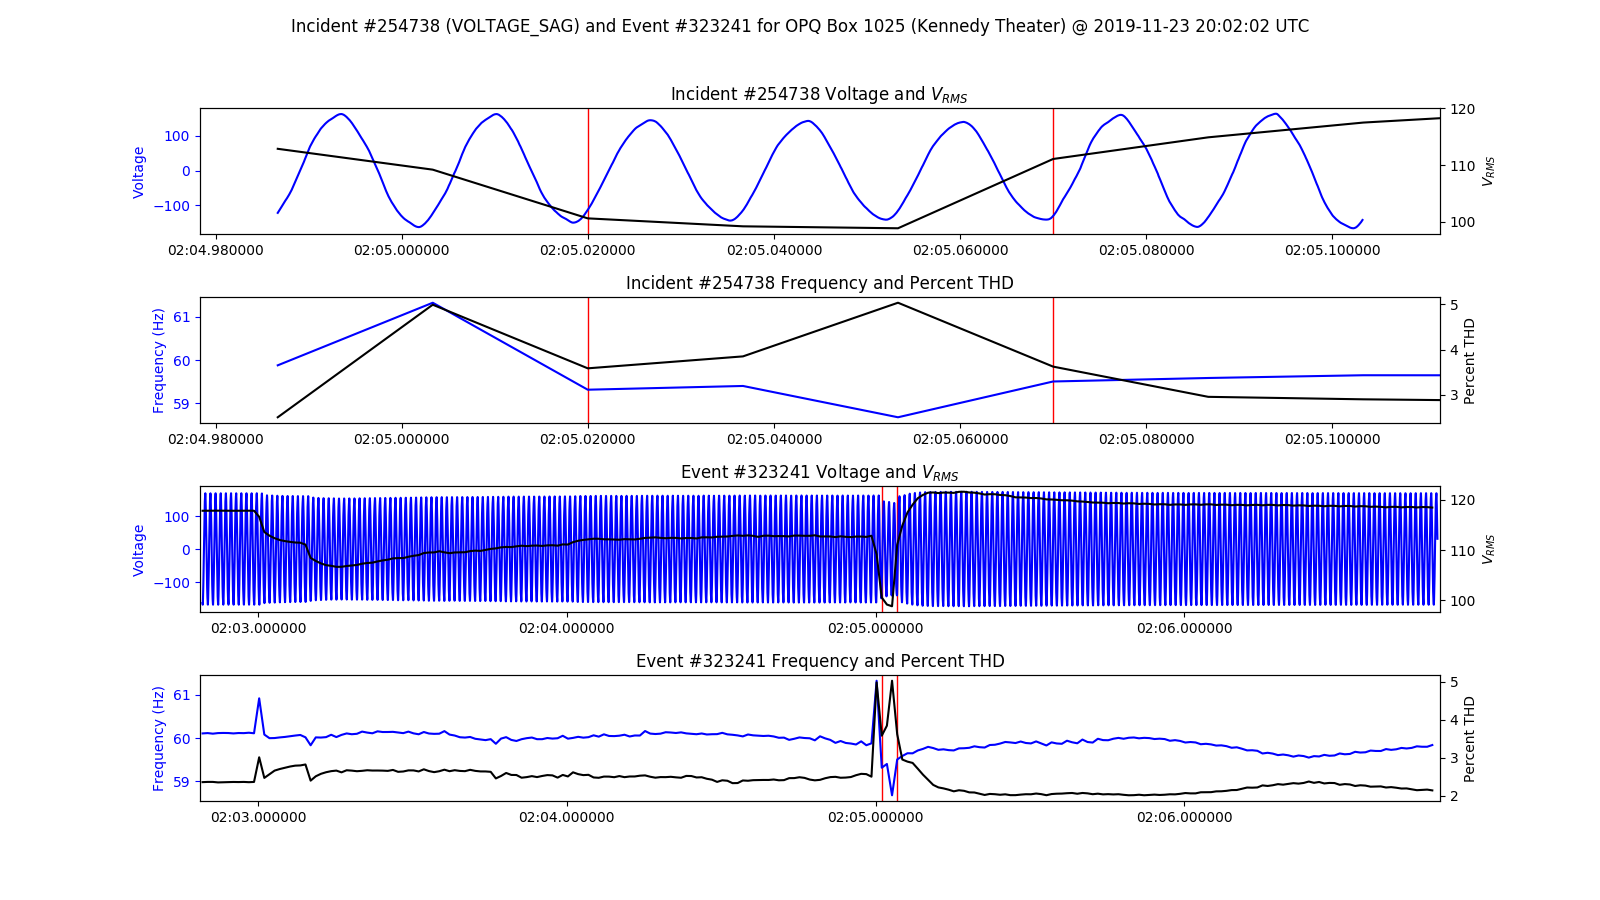 Incident #254738 (VOLTAGE_SAG) and Event #323241 for OPQ Box 1025 (Kennedy Theater) @ 2019-11-23 20:02:02 UTC
Incident #254738 Voltage and VRMS
Voltage
100
0
−100
120
110
100
VRMS
02:04.980000 02:05.000000 02:05.020000 02:05.040000 02:05.060000 02:05.080000 02:05.100000
Incident #254738 Frequency and Percent THD
Frequency (Hz)
61
60
59
5
4
3
Percent THD
02:04.980000 02:05.000000 02:05.020000 02:05.040000 02:05.060000 02:05.080000 02:05.100000
Event #323241 Voltage and VRMS
Voltage
100
0
−100
120
110
100
VRMS
02:03.000000 02:04.000000 02:05.000000 02:06.000000
Event #323241 Frequency and Percent THD
Frequency (Hz)
61
60
59
5
4
3
2
Percent THD
02:03.000000 02:04.000000 02:05.000000 02:06.000000